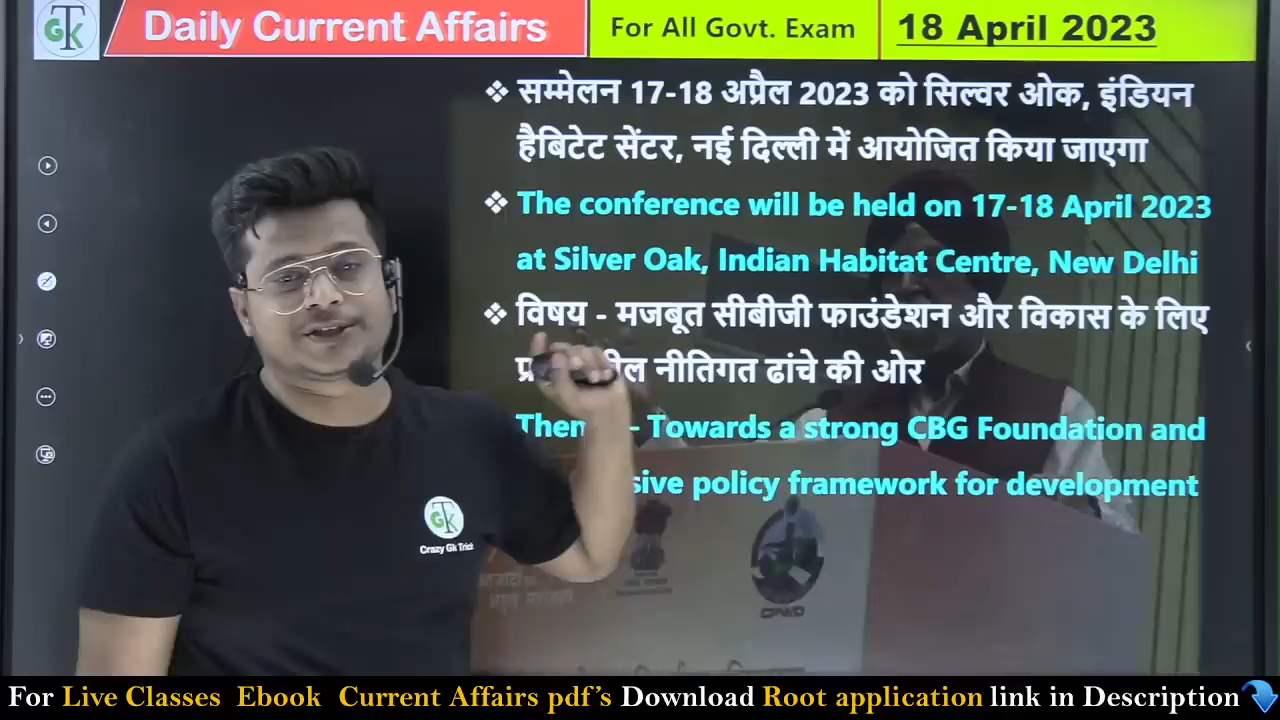 GTK
Daily Current Affairs
For All Govt. Exam
18 April 2023
❖ सम्मेलन 17-18 अप्रैल 2023 को सिल्वर ओक, इंडियन
हैबिटेट सेंटर, नई दिल्ली में आयोजित किया जाएगा
❖ The conference will be held on 17-18 April 2023
at Silver Oak, Indian Habitat Centre, New Delhi
❖ विषय - मजबूत सीबीजी फाउंडेशन और विकास के लिए
नीतिगत ढांचे की ओर
- Towards a strong CBG Foundation and
policy framework for development
GTK
Crazy Gk Trick
CPWD
For Live Classes Ebook Current Affairs pdf's Download Root application link in Description